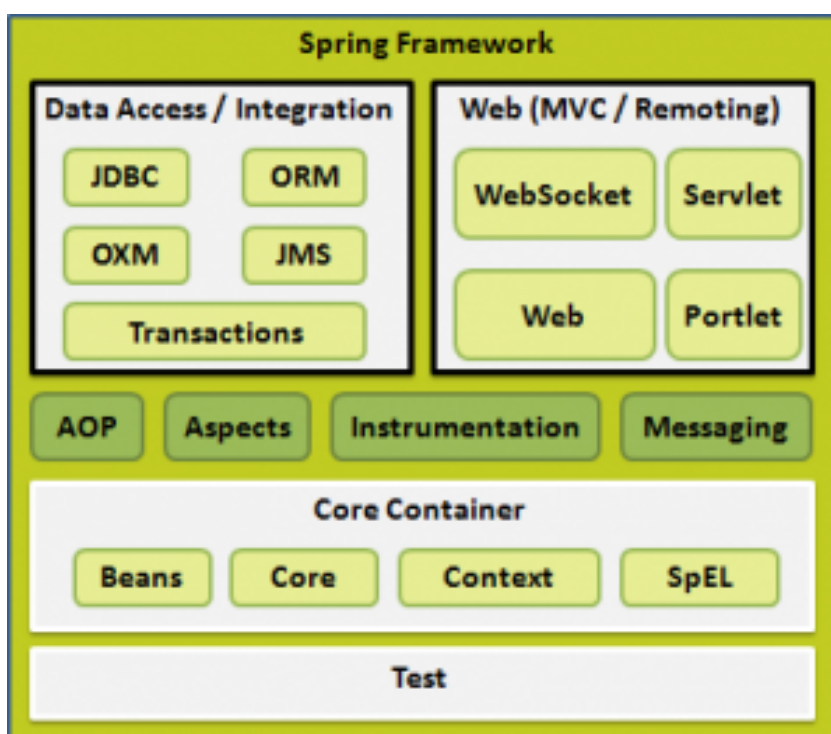 Spring Framework
Data Access / Integration
JDBC
ORM
OXM
JMS
Transactions
Web (MVC / Remoting)
WebSocket
Servlet
Web
Portlet
AOP
Aspects
Instrumentation
Messaging
Core Container
Beans
Core
Context
SpEL
Test